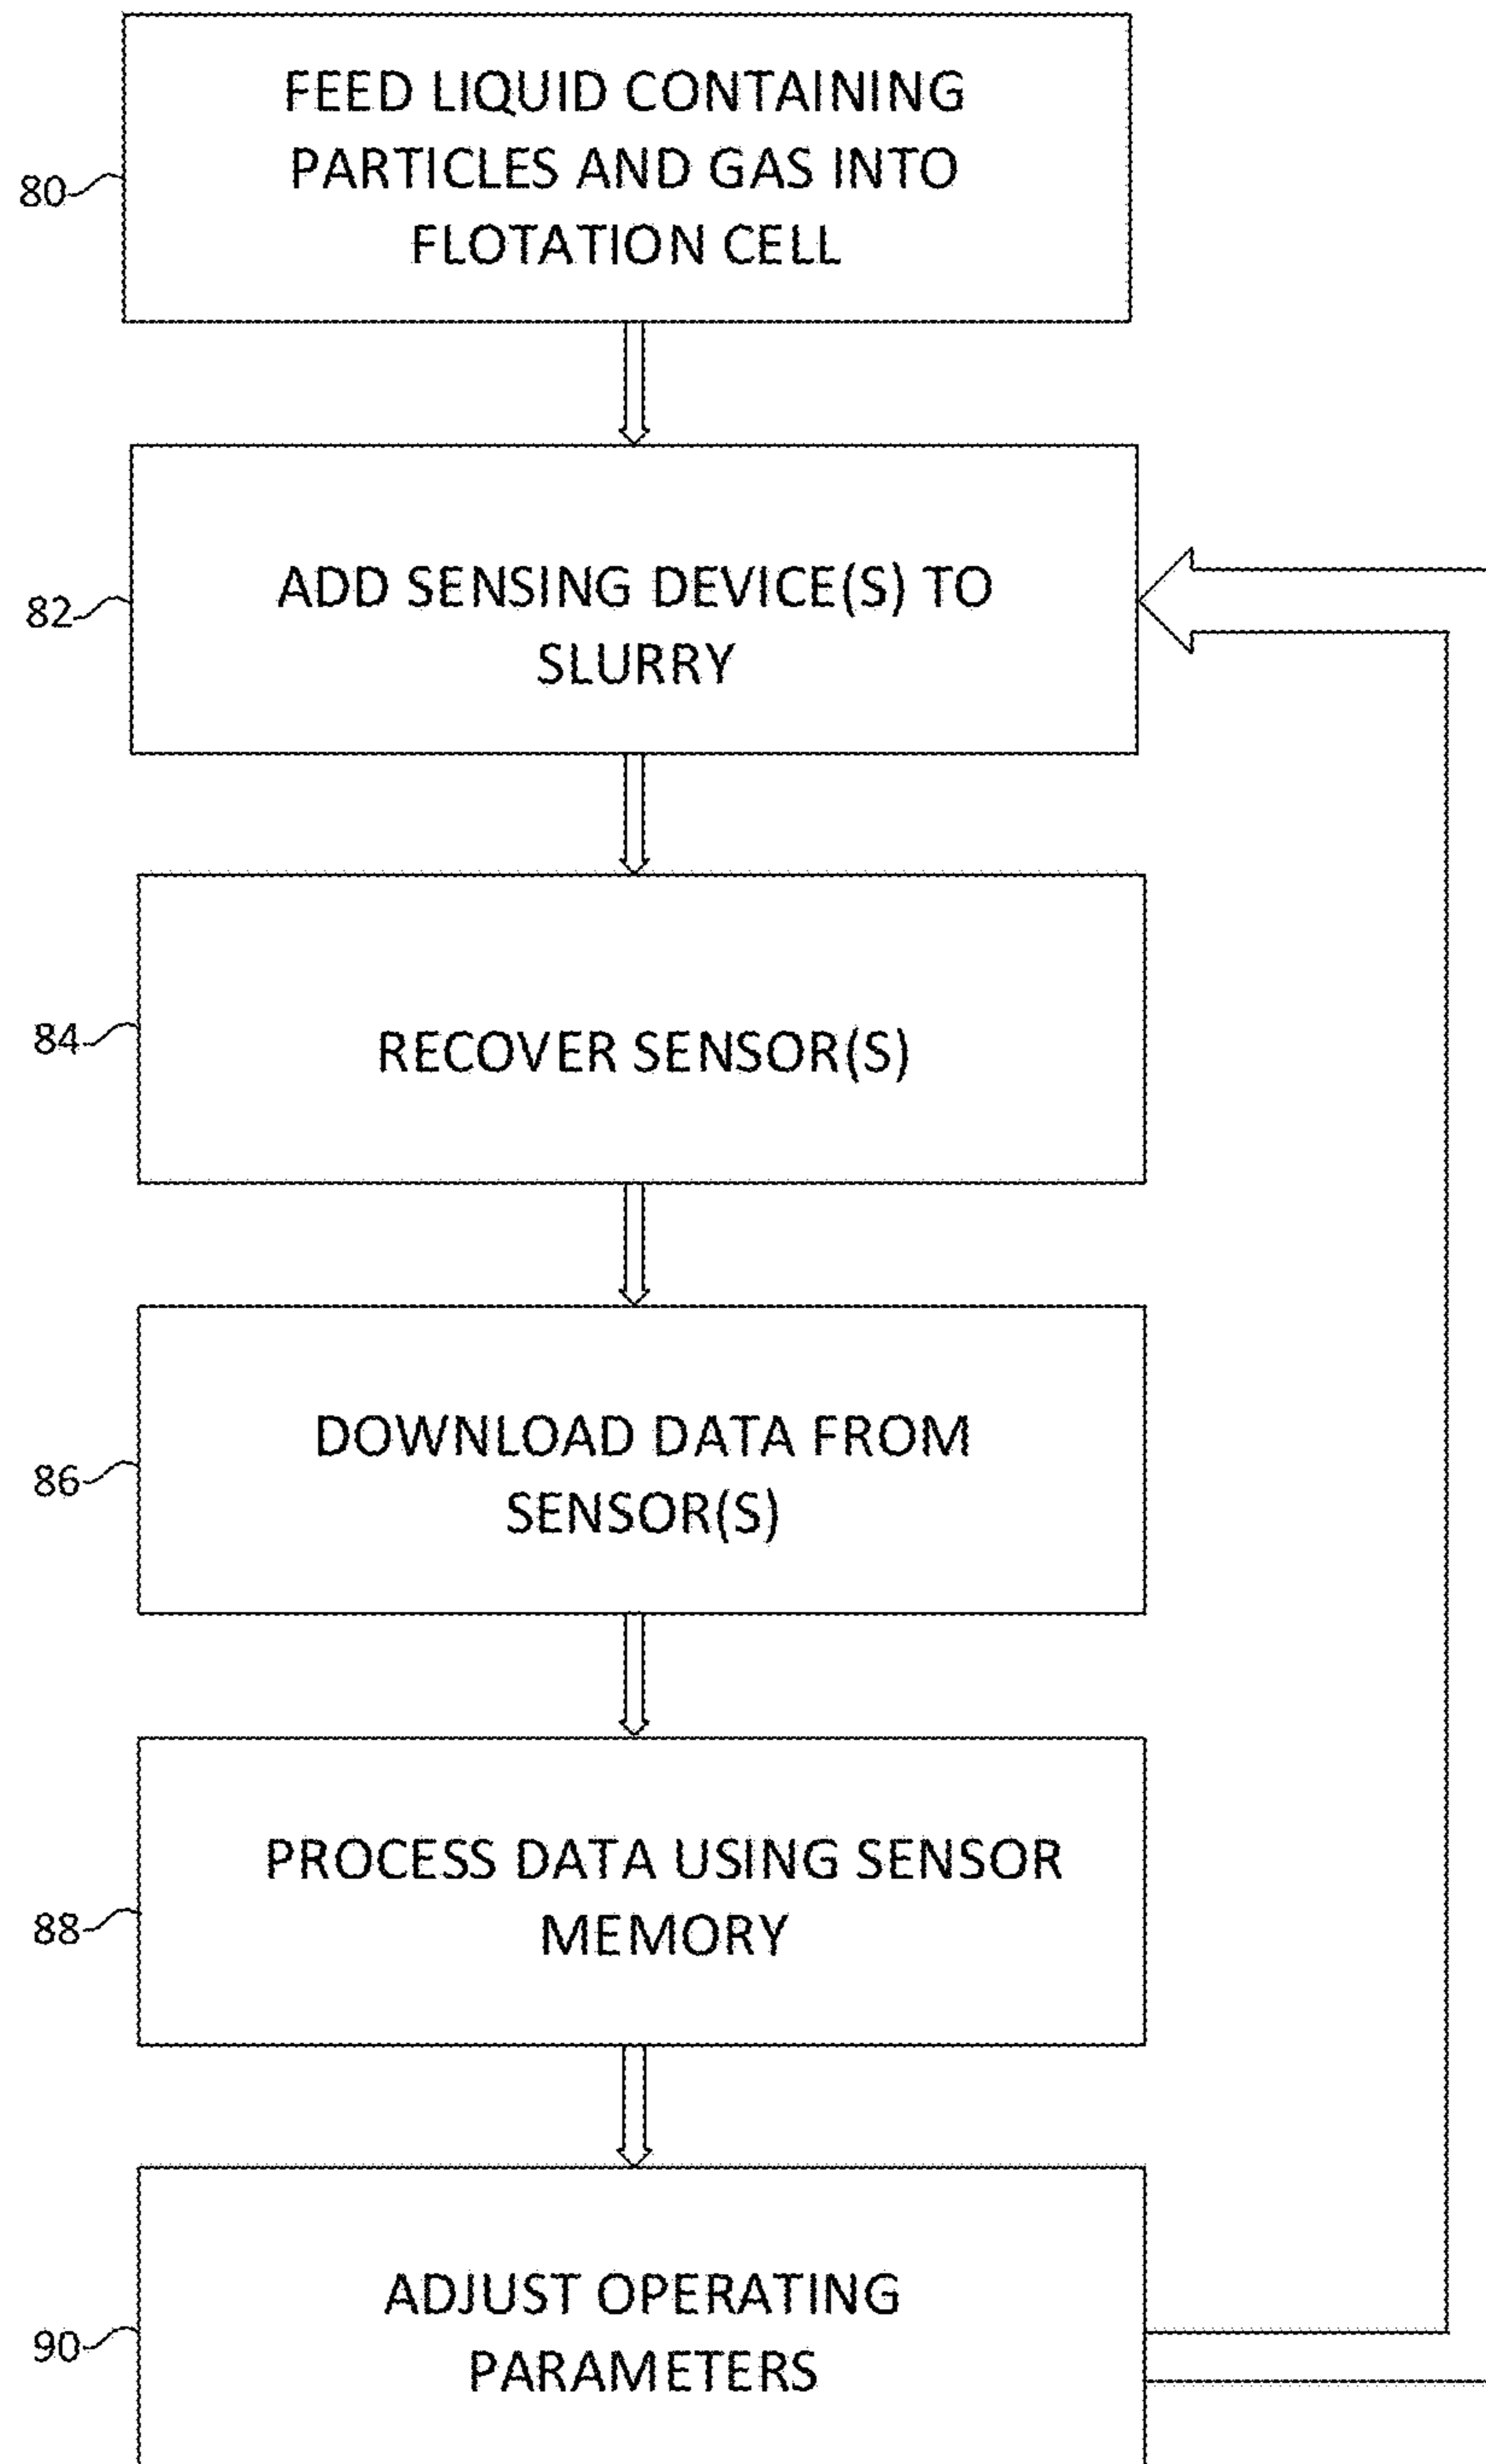 FEED LIQUID CONTAINING
PARTICLES AND GAS INTO
FLOTATION CELL
80
ADD SENSING DEVICE(S) TO
SLURRY
82
RECOVER SENSOR(S)
84
DOWNLOAD DATA FROM
SENSOR(S)
86
PROCESS DATA USING SENSOR
MEMORY
88
ADJUST OPERATING
PARAMETERS
90